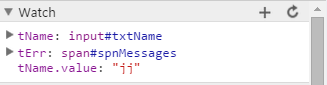 Watch
tName: input#txtName
tErr: span#spnMessages
tName.value: "jj"